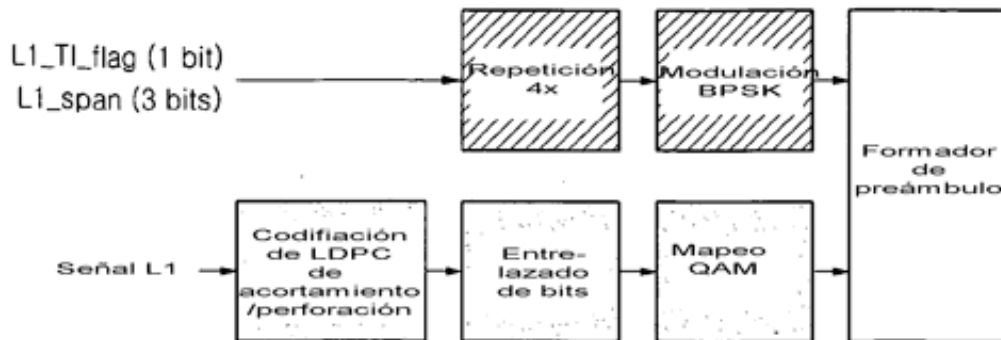 L1_TI_flag (1 bit)
L1_span (3 bits)
Repetición
4x
Modulación
BPSK
Formador
de
preámbulo
Señal L1
Codifiación
de LDPC
de
acortamiento
/perforación
Entre-
lazado
de bits
Mapeo
QAM